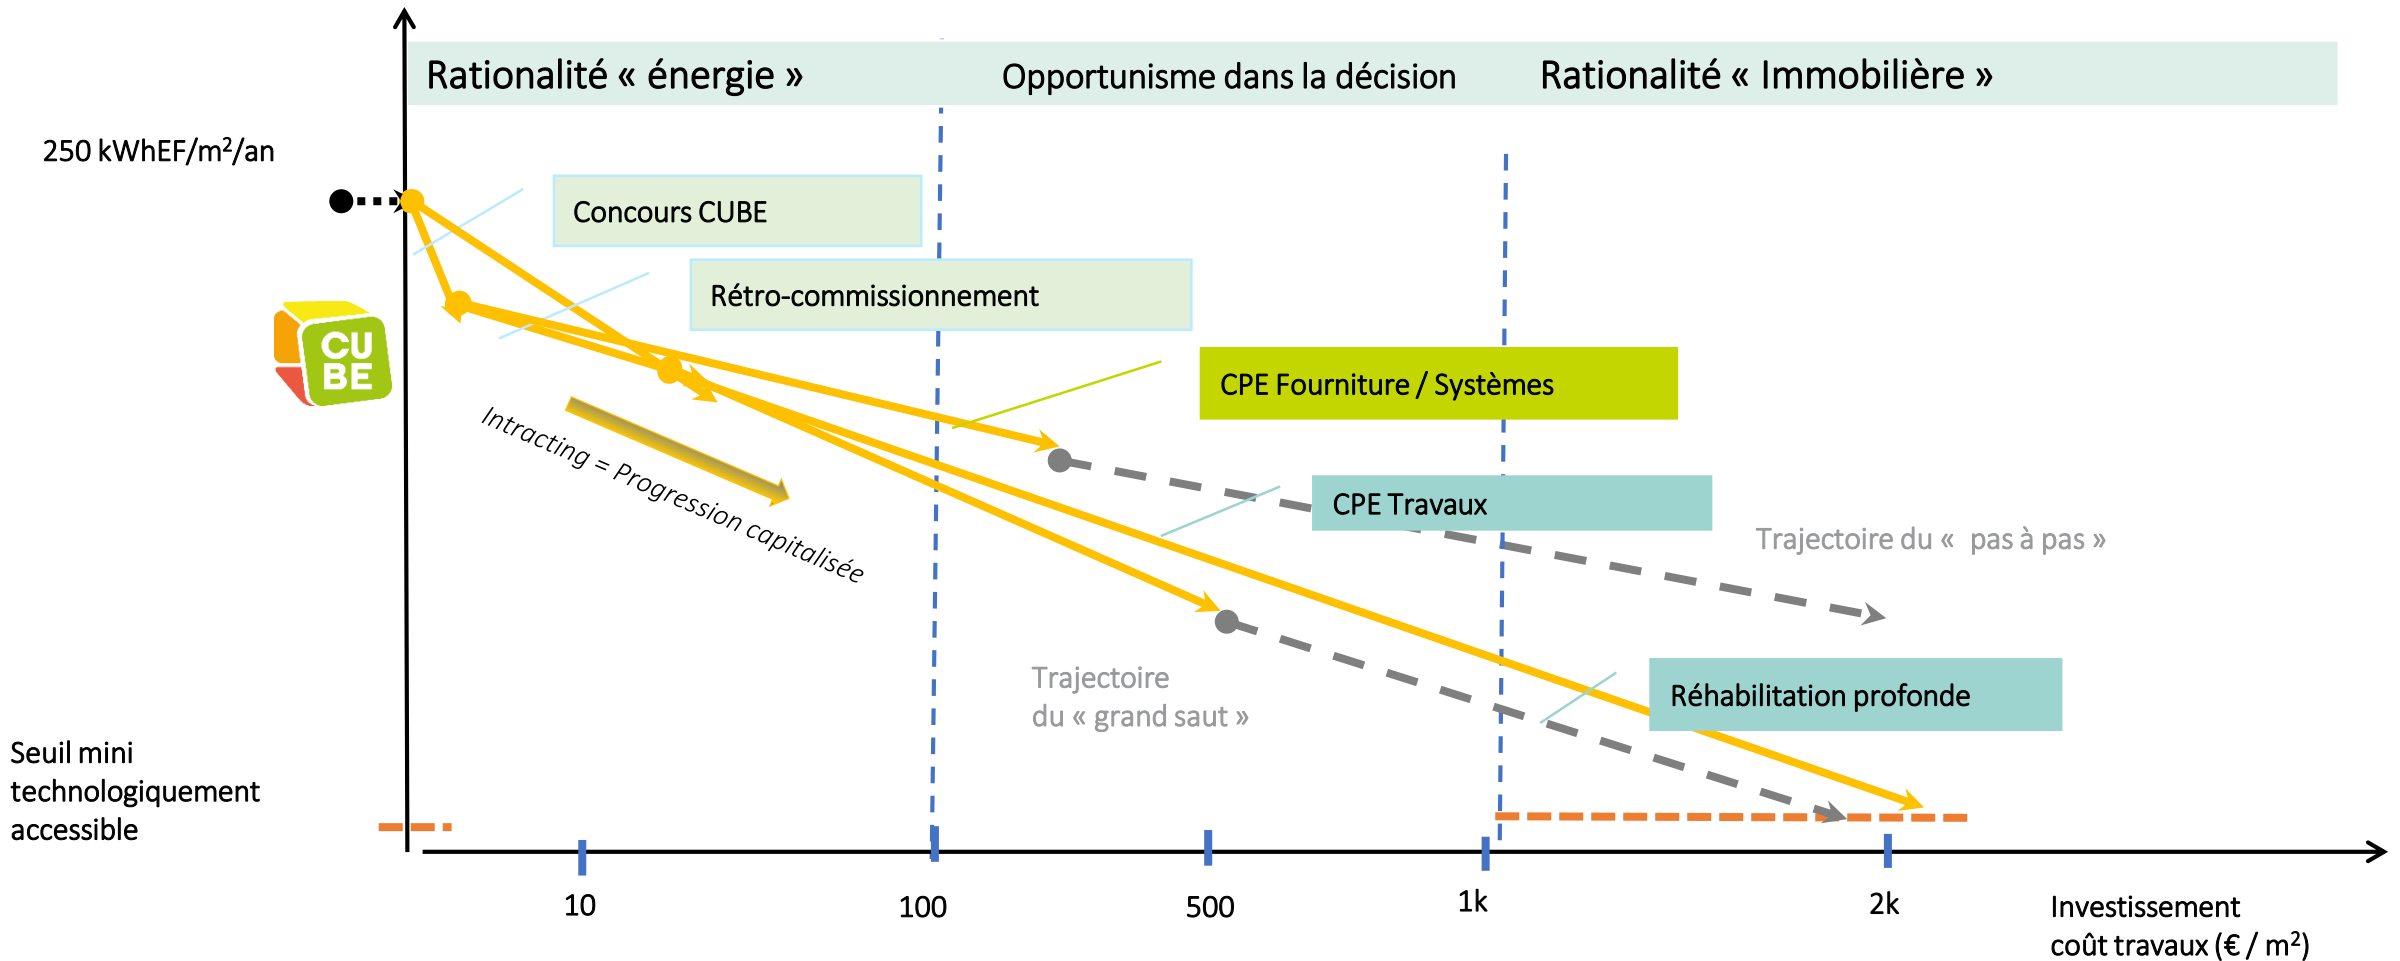 Rationalité « énergie »
Opportunisme dans la décision
Rationalité « Immobilière »
250 kWhEF/m²/an
Concours CUBE
Rétro-commissionnement
CU
BE
CPE Fourniture / Systèmes
Intracting = Progression capitalisée
CPE Travaux
Trajectoire du «  pas à pas »
Trajectoire
du « grand saut »
Réhabilitation profonde
Seuil mini
technologiquement
accessible
10
100
500
1k
2k
Investissement
coût travaux (€ / m²)